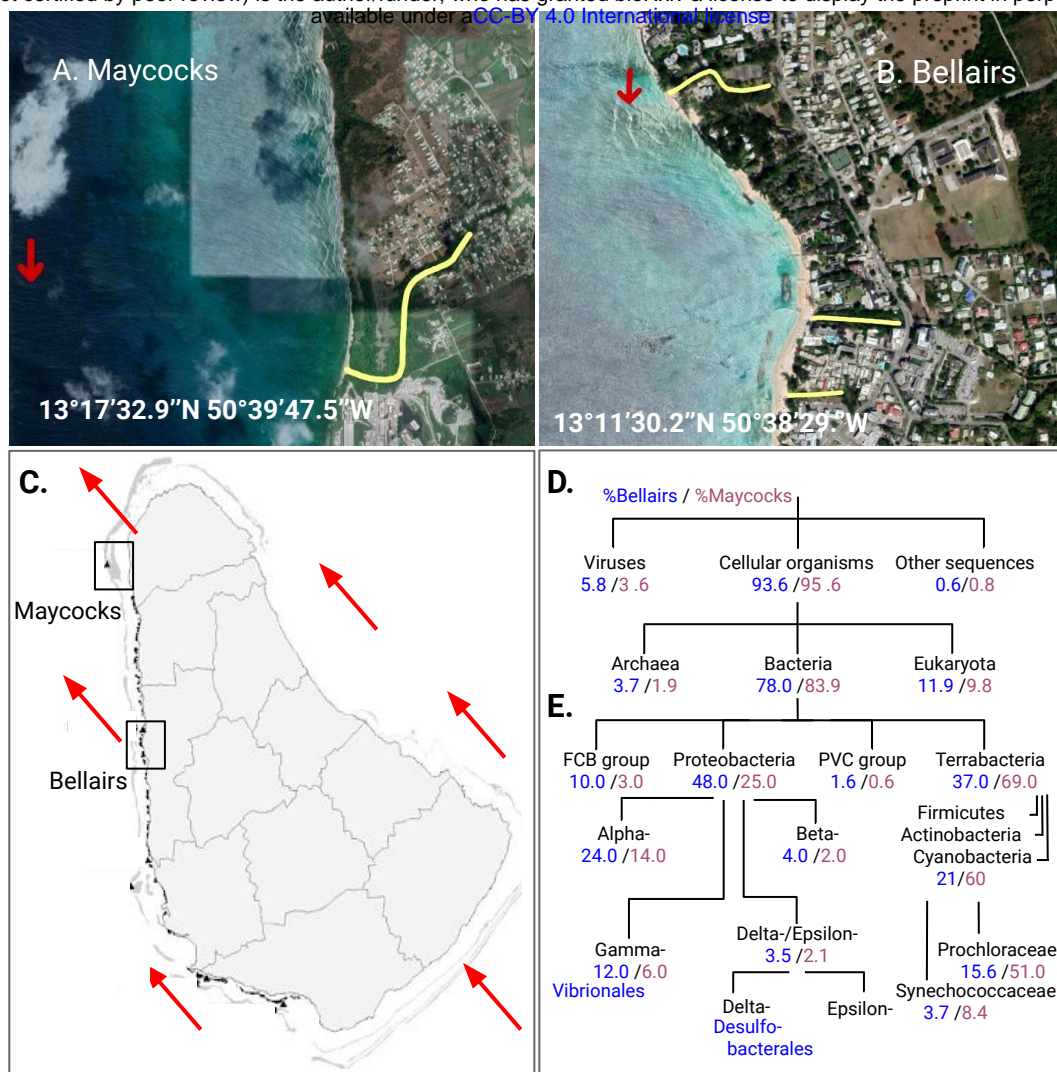 available under aCC-BY 4.0 International license
A. Maycocks
B. Bellairs
13°17’32.9”N 50°39’47.5”W
13°11’30.2”N 50°38’29.”W
C.
Maycocks
Bellairs
D.
%Bellairs / %Maycocks
Viruses
5.8 /3 .6
Cellular organisms
93.6 /95 .6
Other sequences
0.6/0.8
Archaea
3.7 /1.9
Bacteria
78.0 /83.9
Eukaryota
11.9 /9.8
E.
FCB group
10.0 /3.0
Proteobacteria
48.0 /25.0
PVC group
1.6 /0.6
Terrabacteria
37.0 /69.0
Firmicutes
Actinobacteria
Cyanobacteria
21/60
Alpha-
24.0 /14.0
Beta-
4.0 /2.0
Gamma-
12.0 /6.0
Vibrionales
Delta-/Epsilon-
3.5 /2.1
Delta-
Desulfo-
bacterales
Epsilon-
Prochloraceae
15.6 /51.0
Synechococcaceae
3.7 /8.4